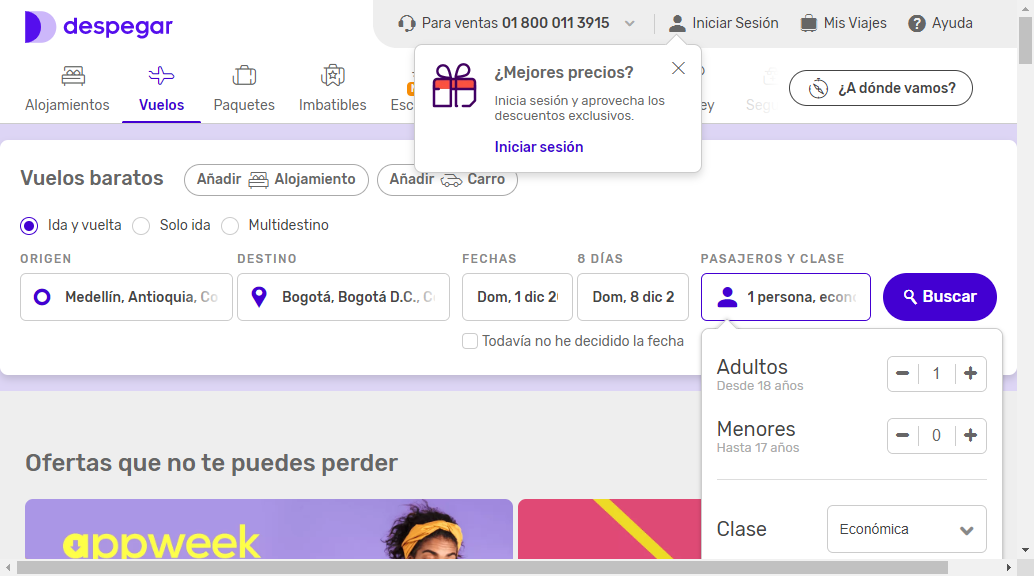 despegar
Para ventas 01 800 011 3915
Iniciar Sesión
Mis Viajes
Ayuda
Alojamientos
Vuelos
Paquetes
Imbatibles
Esc
ey
Seg
¿A dónde vamos?
¿Mejores precios?
Inicia sesión y aprovecha los
descuentos exclusivos.
Iniciar sesión
Vuelos baratos
Añadir Alojamiento
Añadir Carro
Ida y vuelta
Solo ida
Multidestino
ORIGEN
DESTINO
FECHAS
8 DÍAS
PASAJEROS Y CLASE
Medellín, Antioquia, Co
Bogotá, Bogotá D.C., C
Dom, 1 dic 2
Dom, 8 dic 2
1 persona, econ
Buscar
Todavía no he decidido la fecha
Adultos
Desde 18 años
1
Menores
Hasta 17 años
0
Clase
Económica
Ofertas que no te puedes perder
appweek